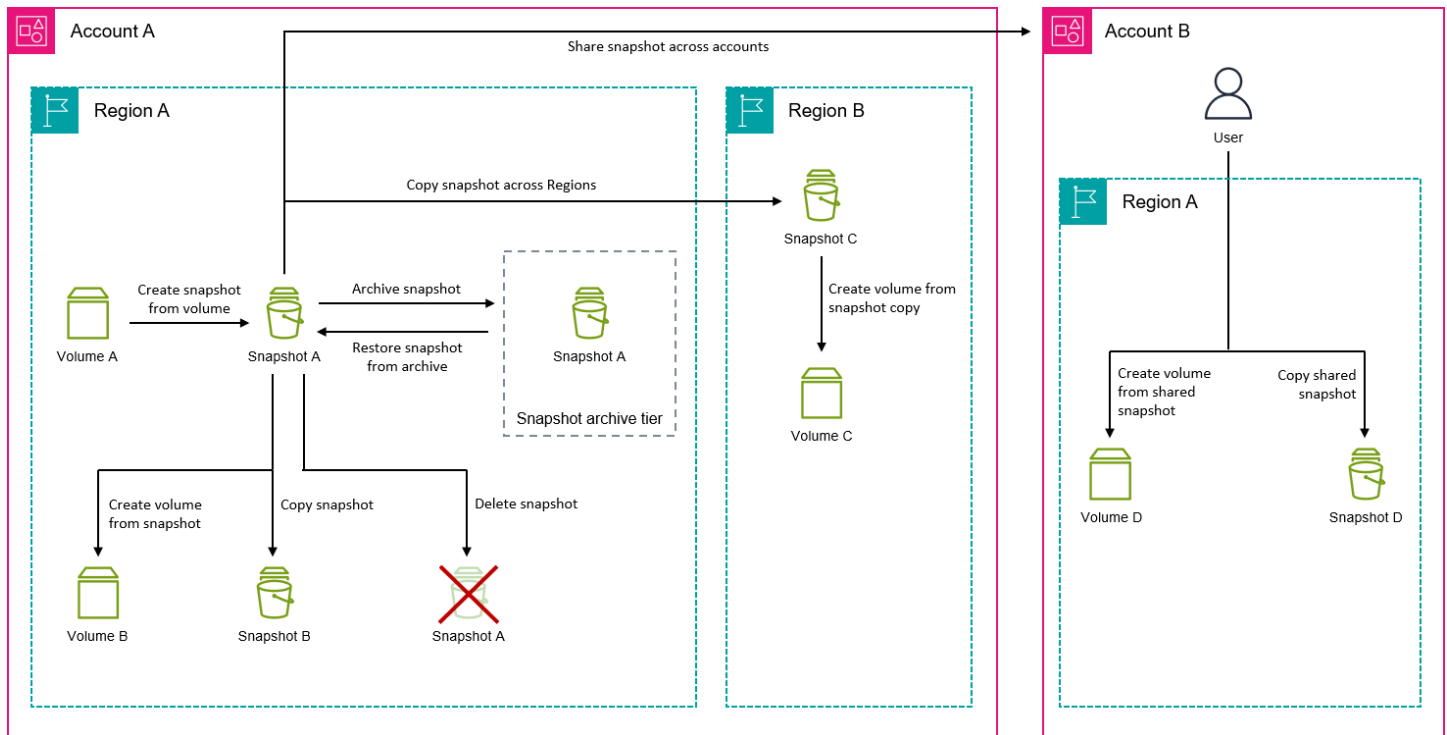 Account A
Share snapshot across accounts
Account B
Region A
Region B
User
Copy snapshot across Regions
Region A
Snapshot C
Create snapshot
from volume
Archive snapshot
Create volume from
snapshot copy
Volume A
Snapshot A
Restore snapshot
from archive
Snapshot A
Create volume
from shared
snapshot
Copy shared
snapshot
Snapshot archive tier
Volume C
Create volume
from snapshot
Copy snapshot
Delete snapshot
Volume D
Snapshot D
Volume B
Snapshot B
Snapshot A